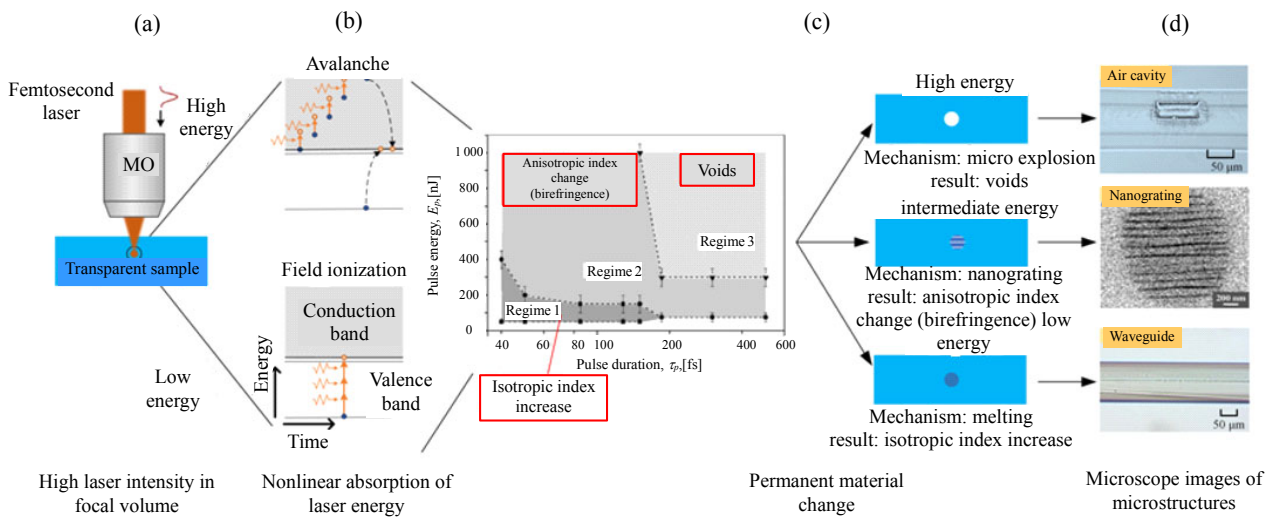 (a)
(b)
(c)
(d)
Femtosecond
laser
High
energy
MO
Transparent sample
Low
energy
High laser intensity in
focal volume
Avalanche
Field ionization
Conduction
band
Energy
Valence
band
Time
Nonlinear absorption of
laser energy
Pulse energy, Eₚ,[nJ]
1 000
800
600
400
200
100
0
Anisotropic index
change
(birefringence)
Voids
Regime 3
Regime 2
Regime 1
40
60
80
100
200
400
600
Pulse duration, τₚ,[fs]
Isotropic index
increase
High energy
Mechanism: micro explosion
result: voids
intermediate energy
Mechanism: nanograting
result: anisotropic index
change (birefringence) low
energy
Mechanism: melting
result: isotropic index increase
Permanent material
change
Air cavity
50 μm
Nanograting
200 nm
Waveguide
50 μm
Microscope images of
microstructures